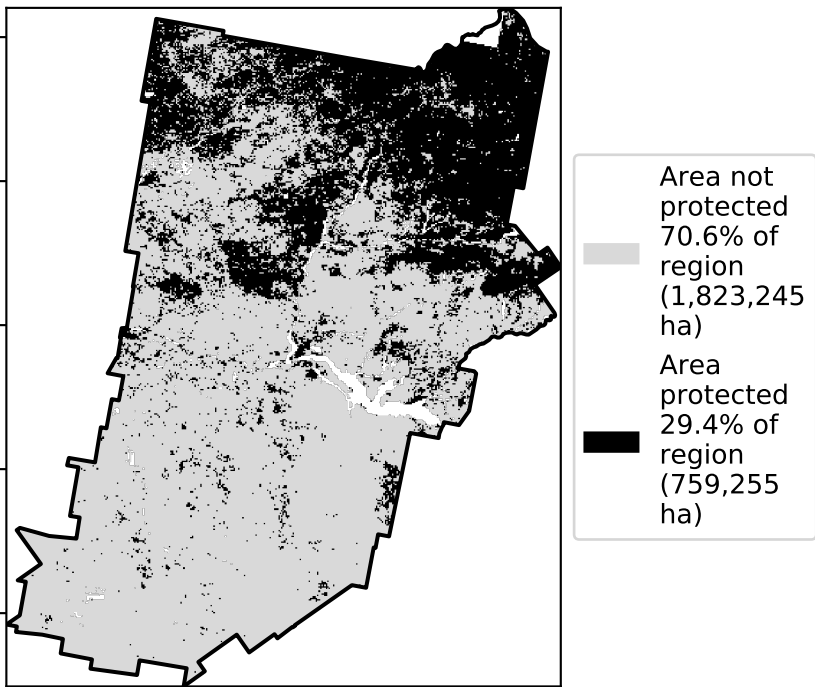 Area not
protected
70.6% of
region
(1,823,245
ha)
Area
protected
29.4% of
region
(759,255
ha)